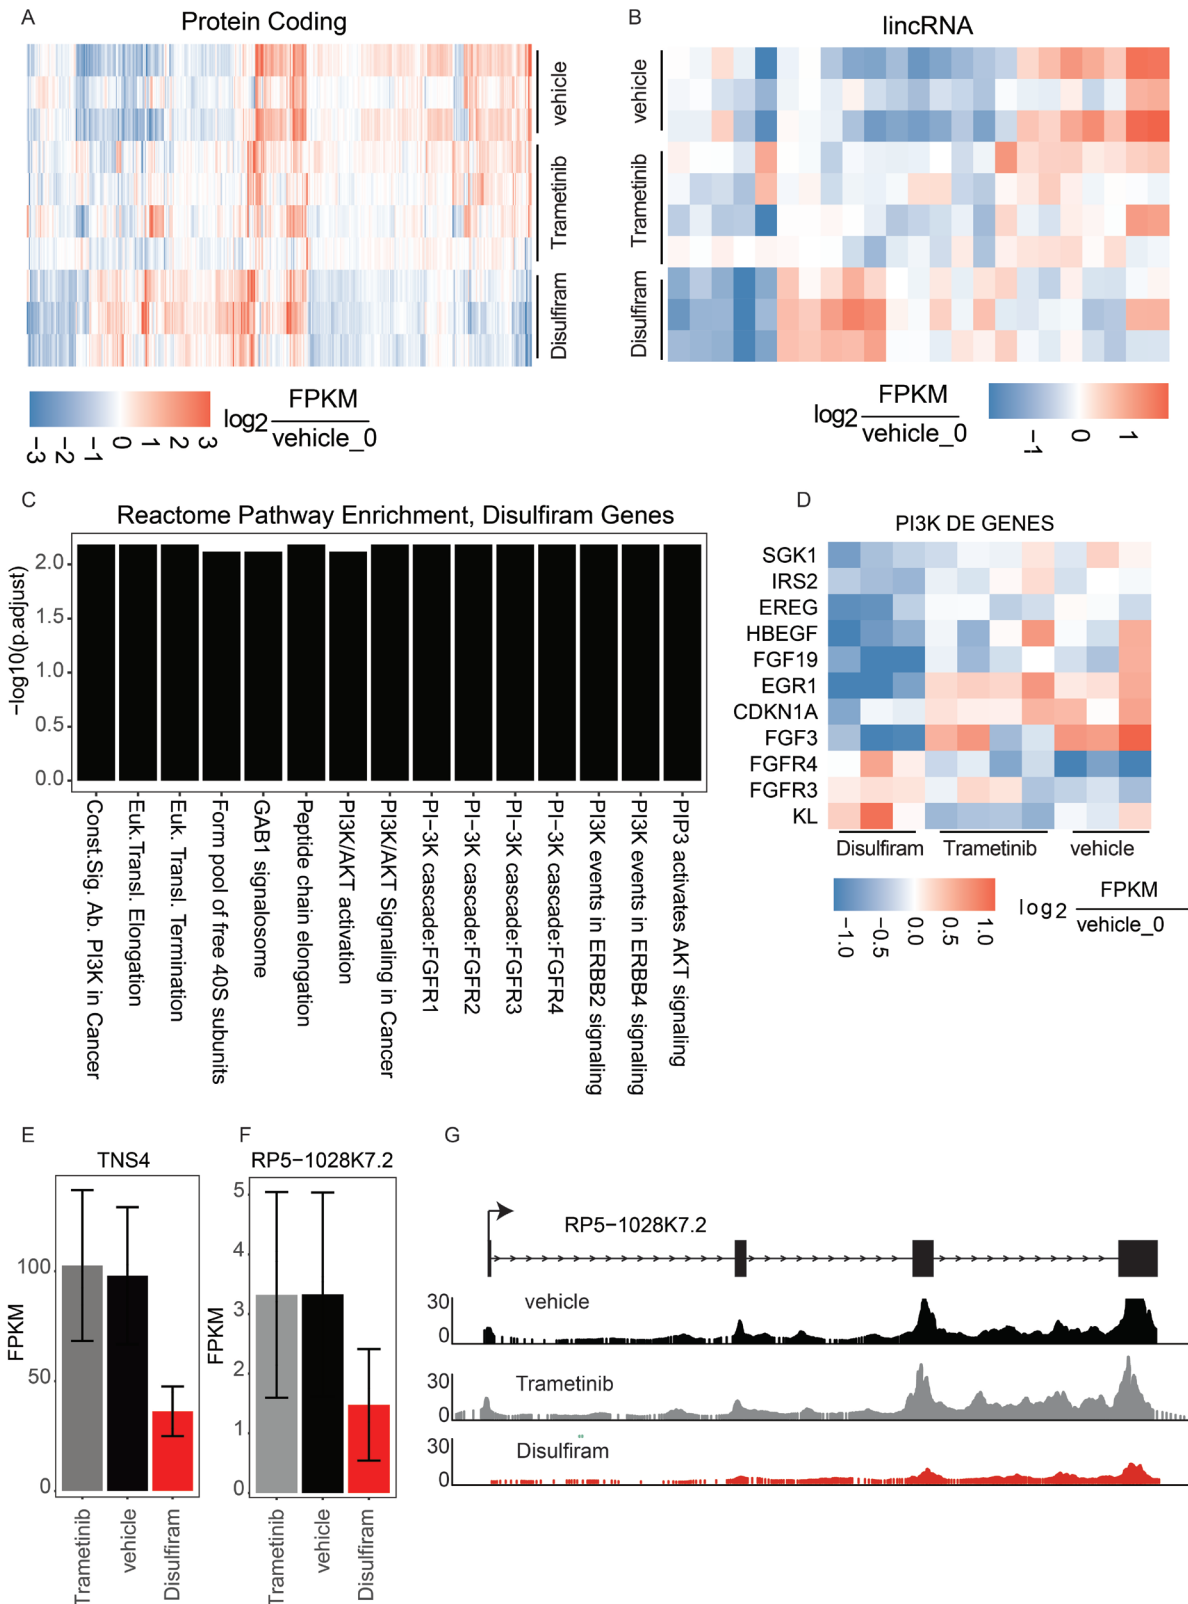 A
Protein Coding
vehicle
Trametinib
Disulfiram
−3 −2 −1 0 1 2 3
log2 FPKM
vehicle_0
B
lincRNA
vehicle
Trametinib
Disulfiram
log2 FPKM
vehicle_0
−1 0 1
C
Reactome Pathway Enrichment, Disulfiram Genes
−log10(p.adjust)
2.0
1.5
1.0
0.5
0.0
Const.Sig. Ab. PI3K in Cancer
Euk.Transl. Elongation
Euk. Transl. Termination
Form pool of free 40S subunits
GAB1 signalosome
Peptide chain elongation
PI3K/AKT activation
PI3K/AKT Signaling in Cancer
PI−3K cascade:FGFR1
PI−3K cascade:FGFR2
PI−3K cascade:FGFR3
PI−3K cascade:FGFR4
PI3K events in ERBB2 signaling
PI3K events in ERBB4 signaling
PIP3 activates AKT signaling
D
PI3K DE GENES
SGK1
IRS2
EREG
HBEGF
FGF19
EGR1
CDKN1A
FGF3
FGFR4
FGFR3
KL
Disulfiram Trametinib vehicle
−1.0 −0.5 0.0 0.5 1.0
log2 FPKM
vehicle_0
E
TNS4
FPKM
100
50
0
Trametinib
vehicle
Disulfiram
F
RP5−1028K7.2
FPKM
5
4
3
2
1
0
Trametinib
vehicle
Disulfiram
G
RP5−1028K7.2
vehicle
30
0
Trametinib
30
0
Disulfiram
30
0